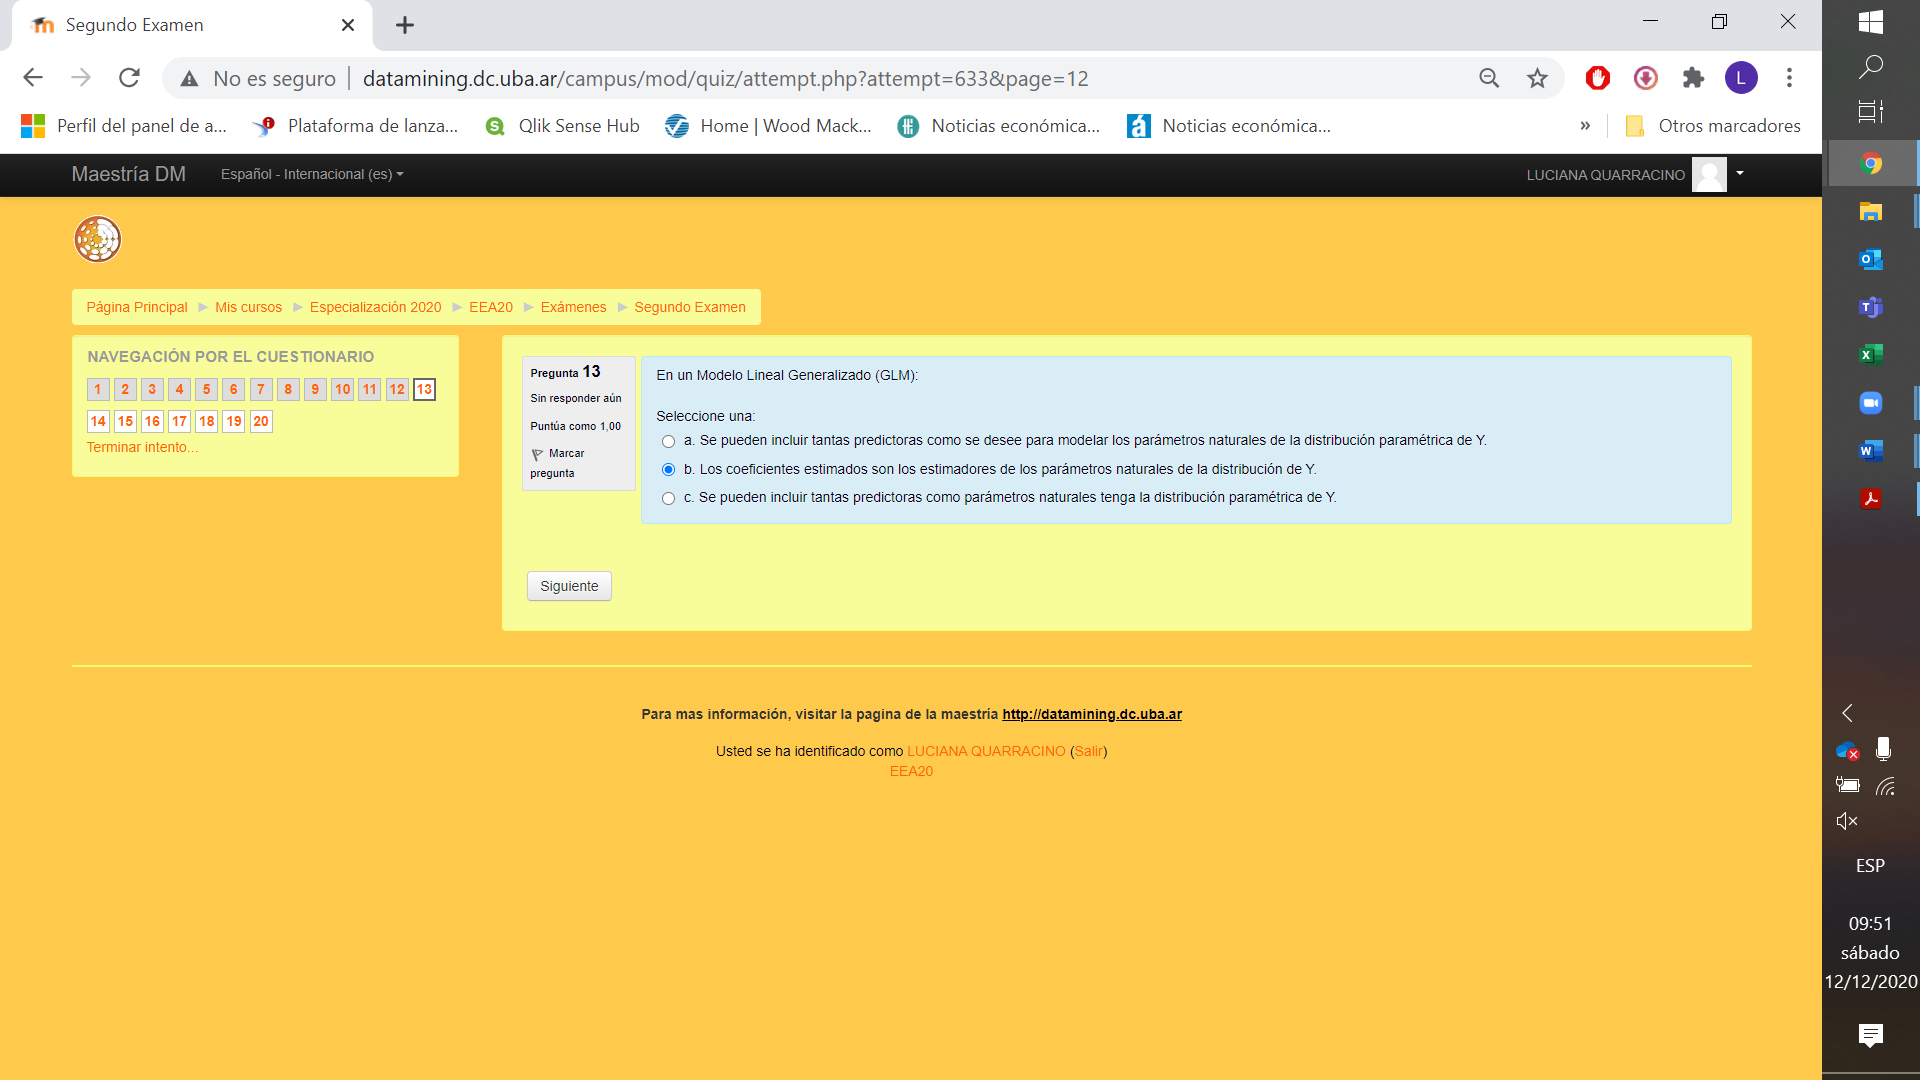 Segundo Examen
No es seguro
datamining.dc.uba.ar/campus/mod/quiz/attempt.php?attempt=633&page=12
L
Perfil del panel de a...
Plataforma de lanza...
Qlik Sense Hub
Home | Wood Mack...
Noticias económica...
Noticias económica...
»
Otros marcadores
Maestría DM
Español - Internacional (es)
LUCIANA QUARRACINO
Página Principal ► Mis cursos ► Especialización 2020 ► EEA20 ► Exámenes ► Segundo Examen
NAVEGACIÓN POR EL CUESTIONARIO
1 2 3 4 5 6 7 8 9 10 11 12 13
14 15 16 17 18 19 20
Terminar intento...
Pregunta 13
Sin responder aún
Puntúa como 1,00
Marcar
pregunta
En un Modelo Lineal Generalizado (GLM):
Seleccione una:
a. Se pueden incluir tantas predictoras como se desee para modelar los parámetros naturales de la distribución paramétrica de Y.
b. Los coeficientes estimados son los estimadores de los parámetros naturales de la distribución de Y.
c. Se pueden incluir tantas predictoras como parámetros naturales tenga la distribución paramétrica de Y.
Siguiente
Para mas información, visitar la pagina de la maestría http://datamining.dc.uba.ar
Usted se ha identificado como LUCIANA QUARRACINO (Salir)
EEA20
ESP
09:51
sábado
12/12/2020